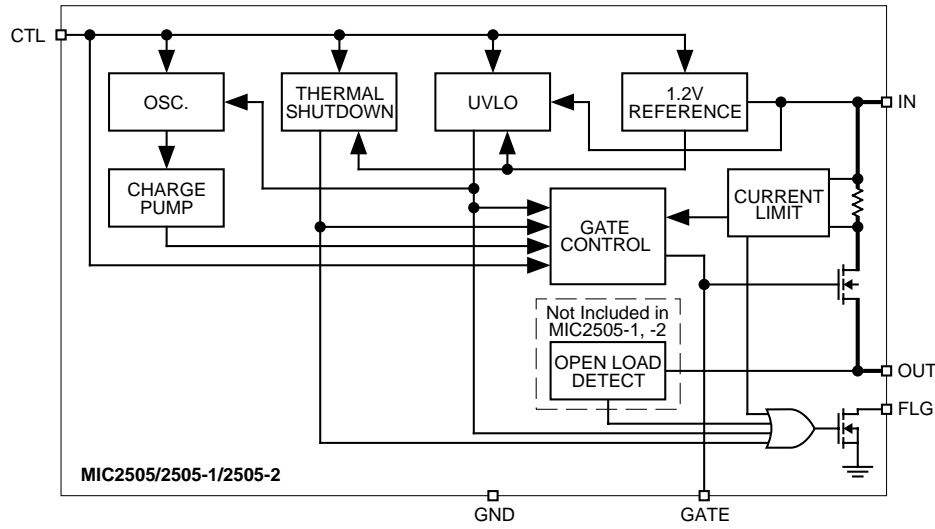 CTL
OSC.
THERMAL
SHUTDOWN
UVLO
1.2V
REFERENCE
IN
CHARGE
PUMP
GATE
CONTROL
CURRENT
LIMIT
Not Included in
MIC2505-1, -2
OPEN LOAD
DETECT
OUT
FLG
MIC2505/2505-1/2505-2
GND
GATE